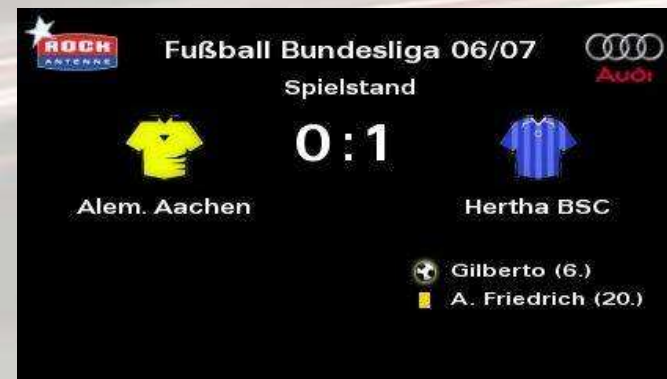 ROCK
ANTENNE
Fußball Bundesliga 06/07
Audi
Spielstand
0:1
Alem. Aachen
Hertha BSC
Gilberto (6.)
A. Friedrich (20.)